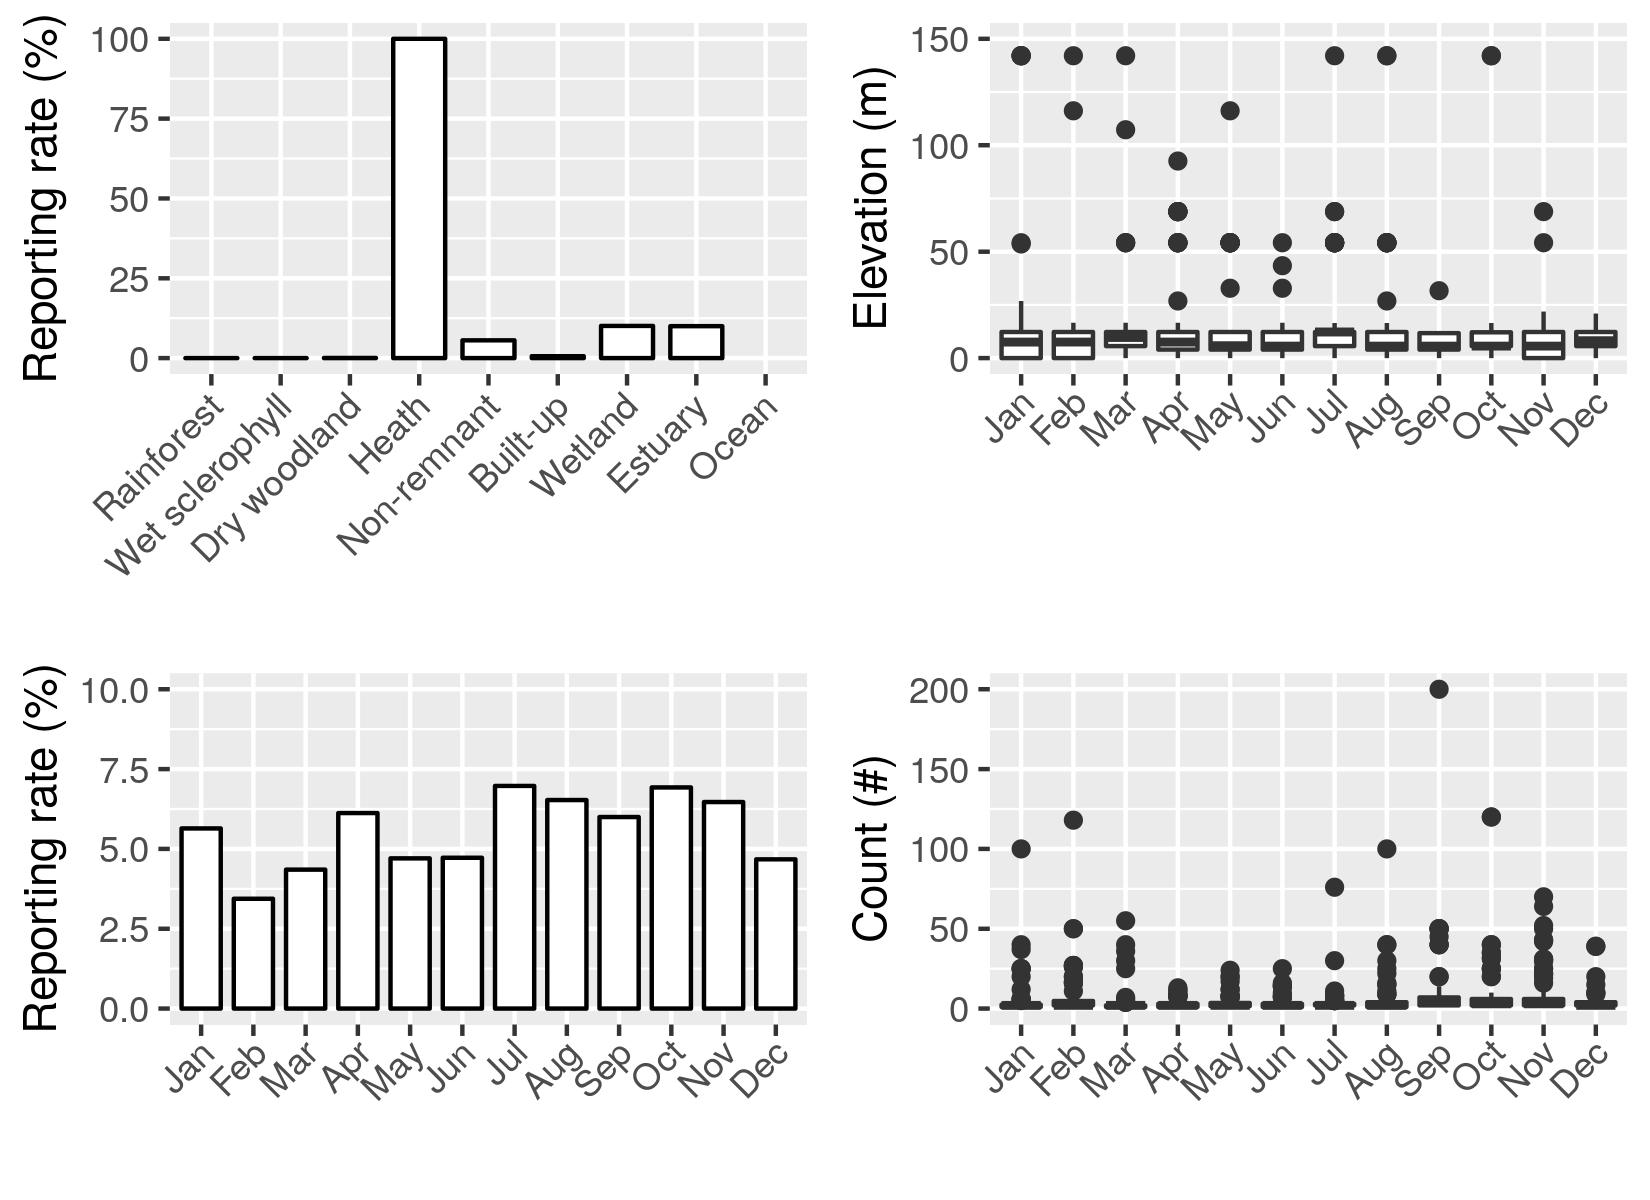 Reporting rate (%)
100
75
50
25
0
Rainforest
Wet sclerophyll
Dry woodland
Heath
Non-remnant
Built-up
Wetland
Estuary
Ocean
Elevation (m)
150
100
50
0
Jan
Feb
Mar
Apr
May
Jun
Jul
Aug
Sep
Oct
Nov
Dec
Reporting rate (%)
10.0
7.5
5.0
2.5
0.0
Jan
Feb
Mar
Apr
May
Jun
Jul
Aug
Sep
Oct
Nov
Dec
Count (#)
200
150
100
50
0
Jan
Feb
Mar
Apr
May
Jun
Jul
Aug
Sep
Oct
Nov
Dec